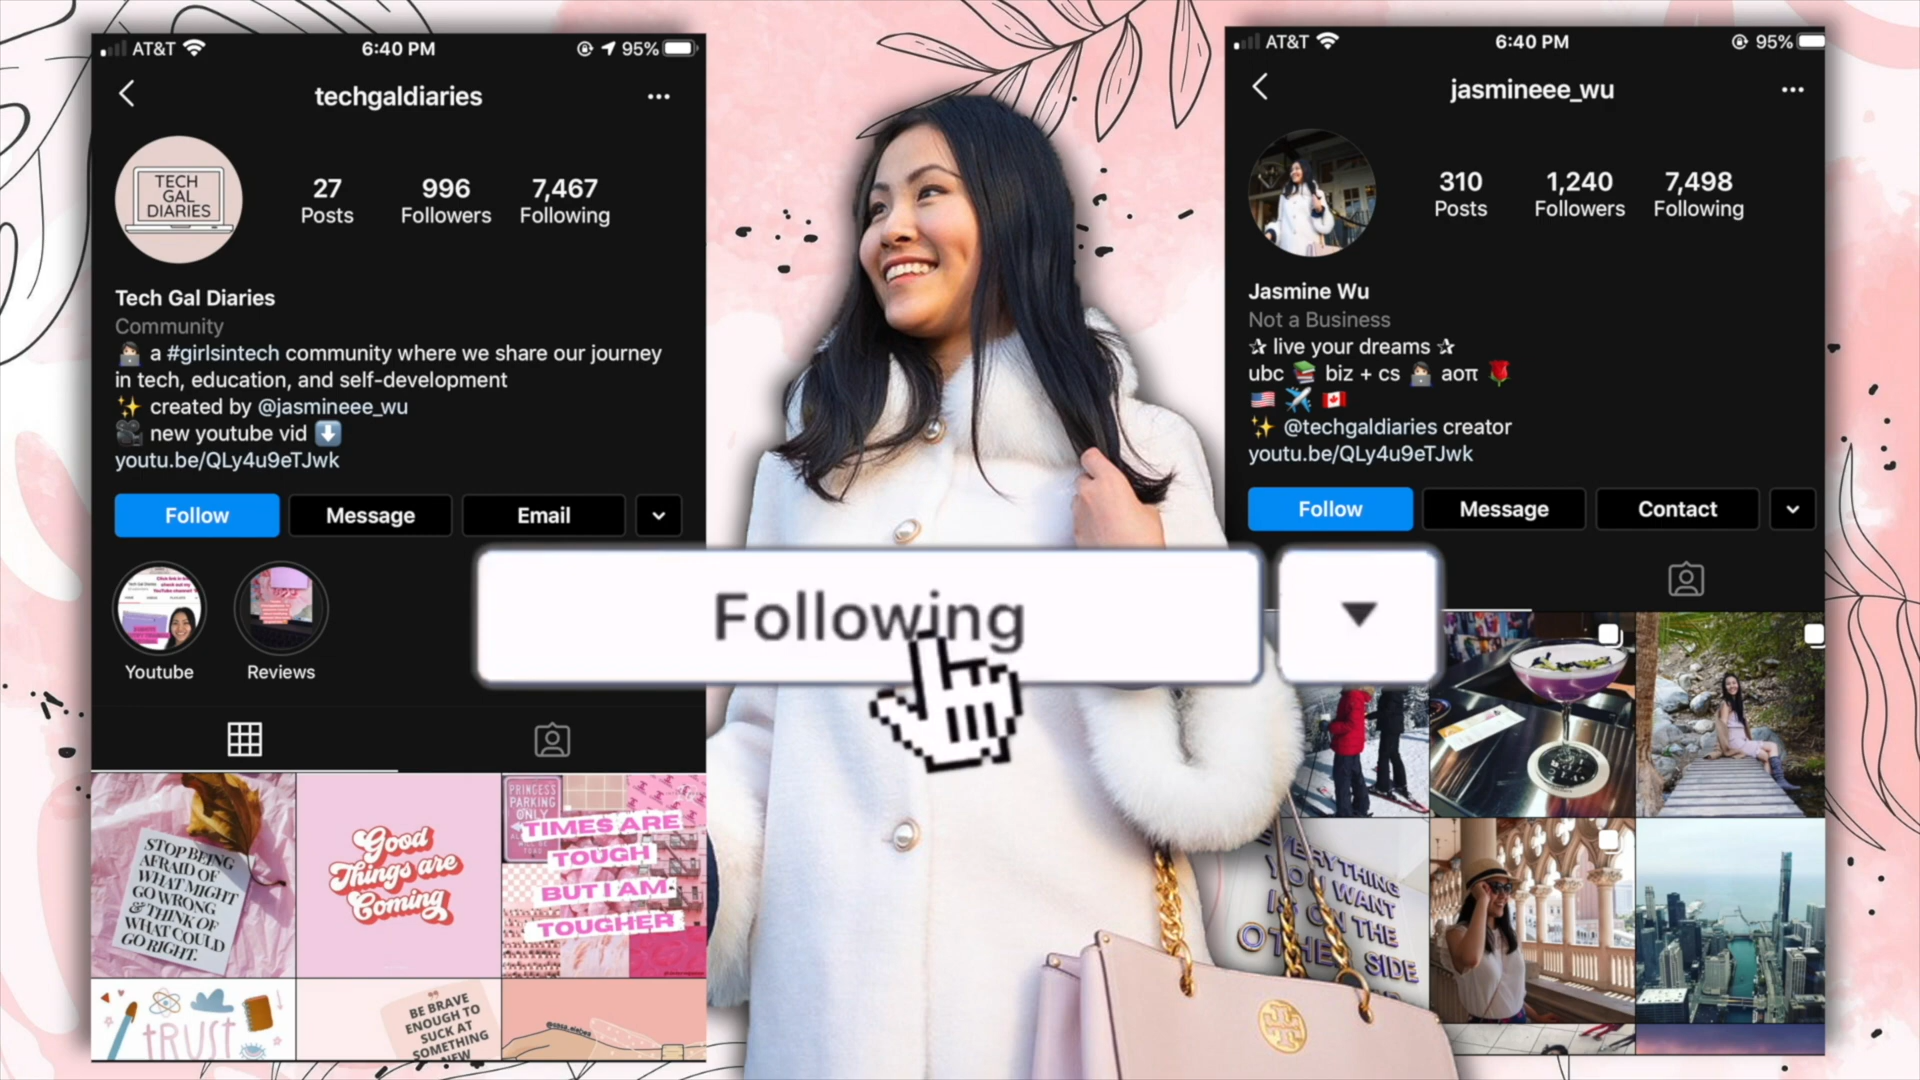 AT&T 6:40 PM 95%
techgaldiaries
TECH
GAL
DIARIES
27 996 7,467
Posts Followers Following
Tech Gal Diaries
Community
a #girlsintech community where we share our journey
in tech, education, and self-development
✨ created by @jasmineee_wu
🎥 new youtube vid ⬇️
youtu.be/QLy4u9eTJwk
Follow Message Email
Youtube Reviews
STOP BEING
AFRAID OF
WHAT MIGHT
GO WRONG
& THINK OF
WHAT COULD
GO RIGHT.
Good
Things are
Coming
PRINCESS
PARKING
ONLY
TIMES ARE
TOUGH
BUT I AM
TOUGHER
tRUST
BE BRAVE
ENOUGH TO
SUCK AT
SOMETHING
NEW
Following
AT&T 6:40 PM 95%
jasmineee_wu
310 1,240 7,498
Posts Followers Following
Jasmine Wu
Not a Business
✰ live your dreams ✰
ubc 📚 biz + cs 👩🏻‍💻 aoπ 🌹
🇺🇸 ✈️ 🇨🇦
✨ @techgaldiaries creator
youtu.be/QLy4u9eTJwk
Follow Message Contact
EVERYTHING
YOU WANT
IS ON THE
OTHER SIDE